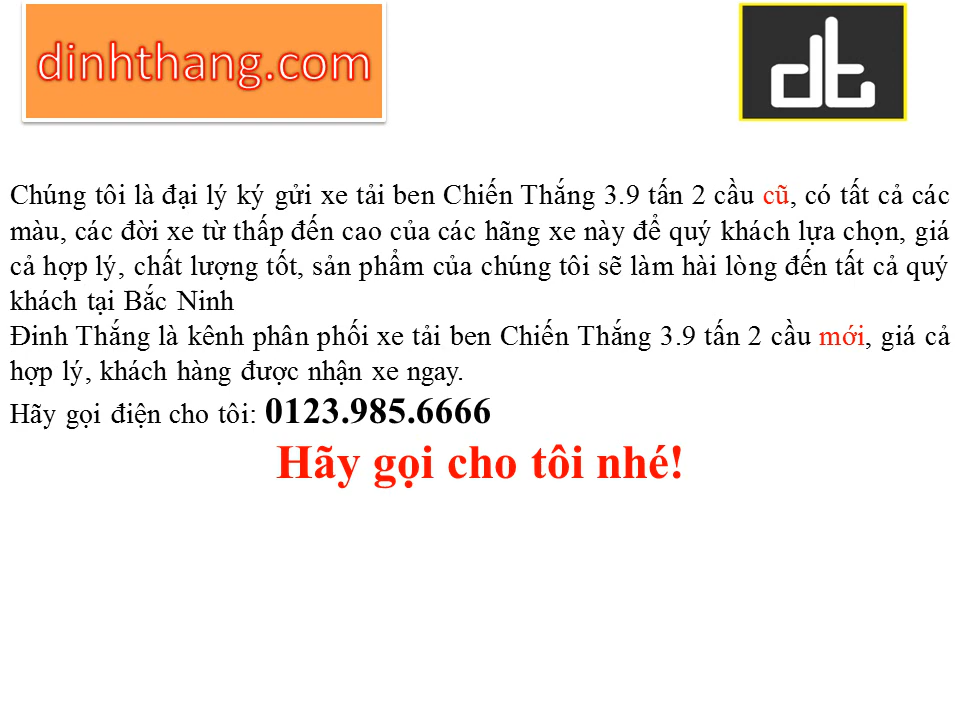 dinhthang.com
dt
Chúng tôi là đại lý ký gửi xe tải ben Chiến Thắng 3.9 tấn 2 cầu cũ, có tất cả các
màu, các đời xe từ thấp đến cao của các hãng xe này để quý khách lựa chọn, giá
cả hợp lý, chất lượng tốt, sản phẩm của chúng tôi sẽ làm hài lòng đến tất cả quý
khách tại Bắc Ninh
Đinh Thắng là kênh phân phối xe tải ben Chiến Thắng 3.9 tấn 2 cầu mới, giá cả
hợp lý, khách hàng được nhận xe ngay.
Hãy gọi điện cho tôi: 0123.985.6666
Hãy gọi cho tôi nhé!